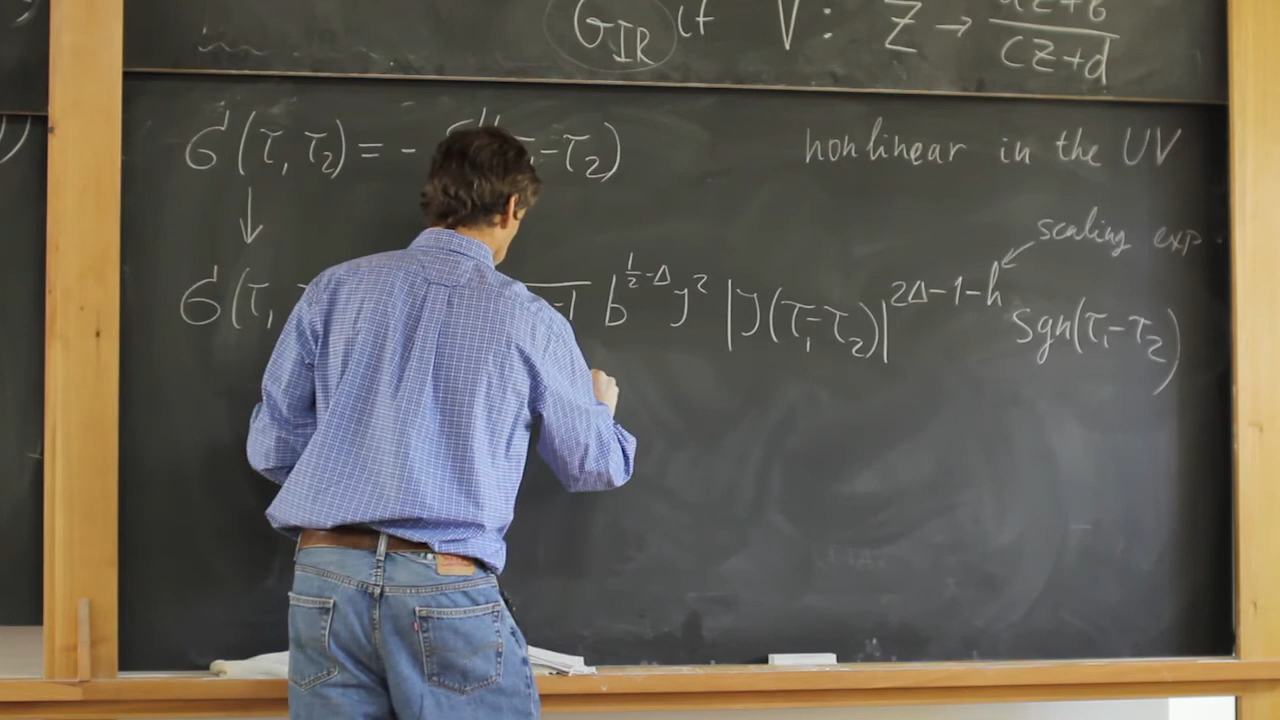 G_IR if V: Z → (az+b)/(cz+d)
σ(τ₁, τ₂) = - δ'(τ₁-τ₂)
nonlinear in the UV
↓
scaling exp
σ(τ₁, b^{1/2-Δ} J² |J(τ₁-τ₂)|^{2Δ-1-h} Sgn(τ₁-τ₂)